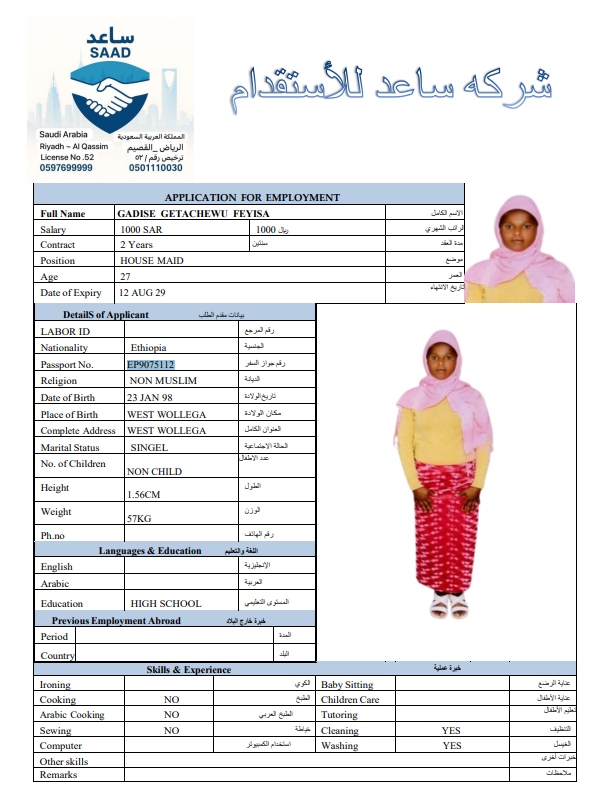 ساعد
SAAD
Saudi Arabia المملكة العربية السعودية
Riyadh ~ Al Qassim الرياض _ القصيم
License No .52 ترخيص رقم / ٥٢
0597699999 0501110030
شركه ساعد للأستقدام
APPLICATION FOR EMPLOYMENT
Full Name GADISE GETACHEWU FEYISA الاسم الكامل
Salary 1000 SAR 1000 ريال الراتب الشهري
Contract 2 Years سنتين مدة العقد
Position HOUSE MAID موضع
Age 27 العمر
Date of Expiry 12 AUG 29 تاريخ الانتهاء
DetailS of Applicant بيانات مقدم الطلب
LABOR ID رقم المرجع
Nationality Ethiopia الجنسية
Passport No. EP9075112 رقم جواز السفر
Religion NON MUSLIM الديانة
Date of Birth 23 JAN 98 تاريخ الولادة
Place of Birth WEST WOLLEGA مكان الولادة
Complete Address WEST WOLLEGA العنوان الكامل
Marital Status SINGEL الحالة الاجتماعية
No. of Children NON CHILD عدد الأطفال
Height 1.56CM الطول
Weight 57KG الوزن
Ph.no رقم الهاتف
Languages & Education اللغة والتعليم
English الإنجليزية
Arabic العربية
Education HIGH SCHOOL المستوى التعليمي
Previous Employment Abroad خبرة خارج البلاد
Period المدة
Country البلد
Skills & Experience خبرة عملية
Ironing الكوي Baby Sitting عناية الرضع
Cooking NO الطبخ Children Care عناية الأطفال
Arabic Cooking NO الطبخ العربي Tutoring تعليم الأطفال
Sewing NO خياطة Cleaning YES التنظيف
Computer استخدام الكمبيوتر Washing YES الغسيل
Other skills خبرات أخرى
Remarks ملاحظات